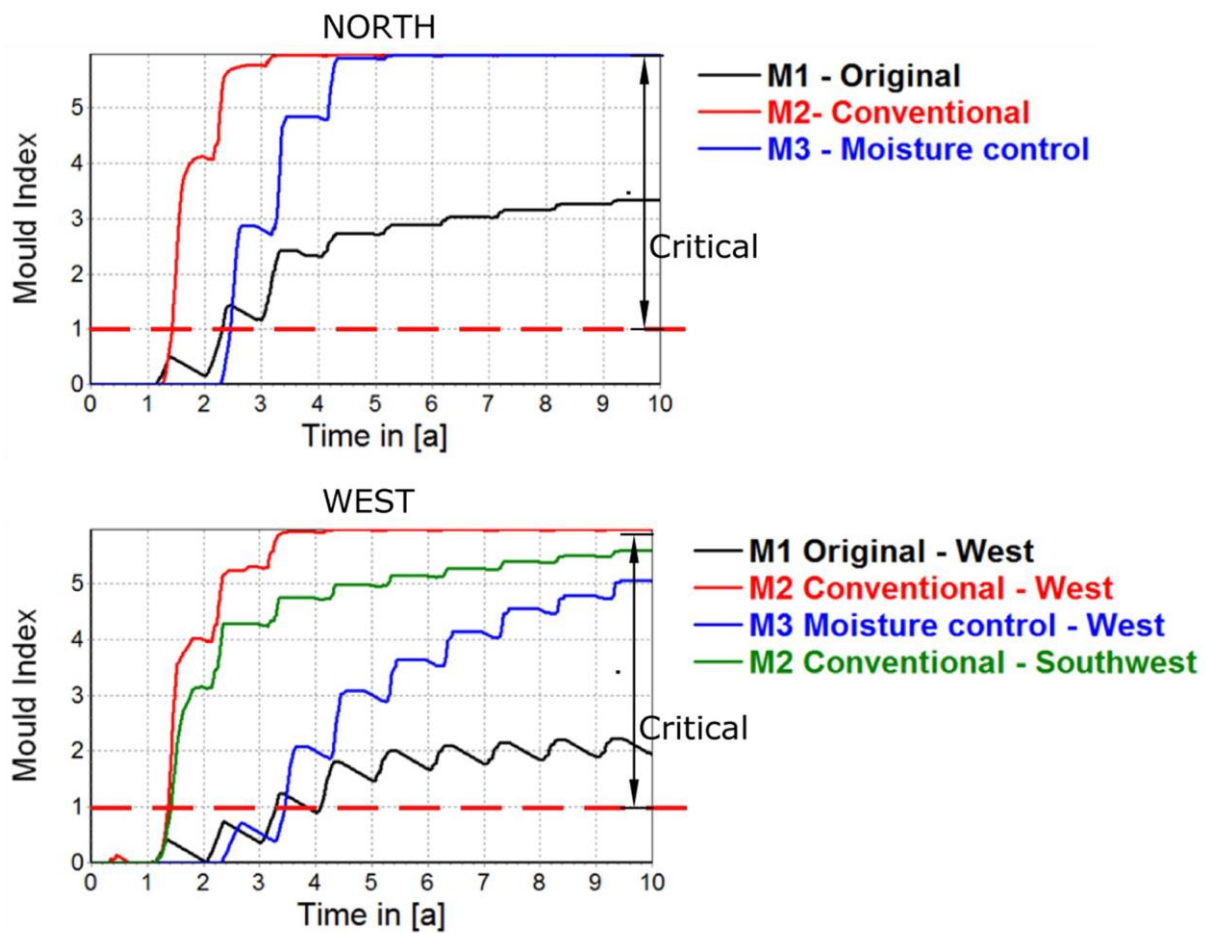 NORTH
Mould Index
5
4
3
2
1
0
0 1 2 3 4 5 6 7 8 9 10
Time in [a]
Critical
M1 - Original
M2- Conventional
M3 - Moisture control
WEST
Mould Index
5
4
3
2
1
0
0 1 2 3 4 5 6 7 8 9 10
Time in [a]
Critical
M1 Original - West
M2 Conventional - West
M3 Moisture control - West
M2 Conventional - Southwest